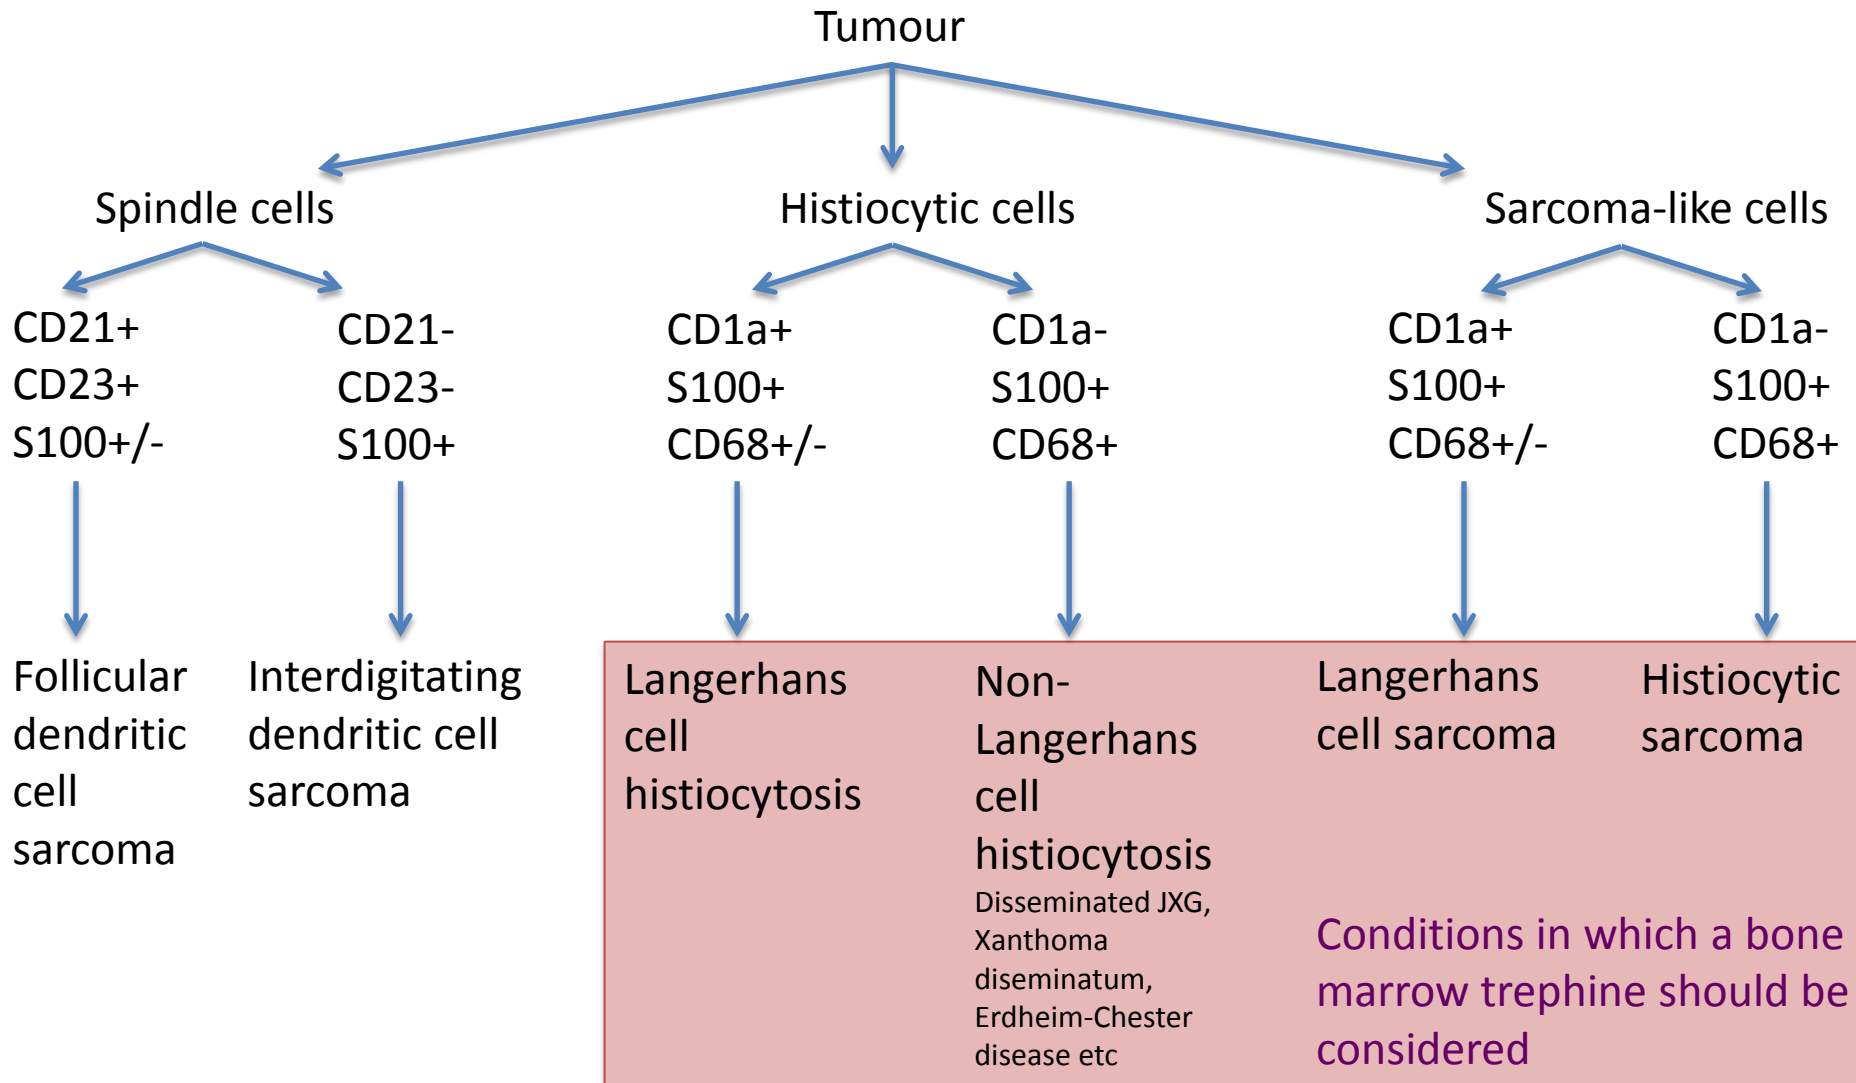 Tumour
Spindle cells
Histiocytic cells
Sarcoma-like cells
CD21+
CD23+
S100+/-
CD21-
CD23-
S100+
CD1a+
S100+
CD68+/-
CD1a-
S100+
CD68+
CD1a+
S100+
CD68+/-
CD1a-
S100+
CD68+
Follicular
dendritic
cell
sarcoma
Interdigitating
dendritic cell
sarcoma
Langerhans
cell
histiocytosis
Non-
Langerhans
cell
histiocytosis
Disseminated JXG,
Xanthoma
diseminatum,
Erdheim-Chester
disease etc
Langerhans
cell sarcoma
Histiocytic
sarcoma
Conditions in which a bone
marrow trephine should be
considered